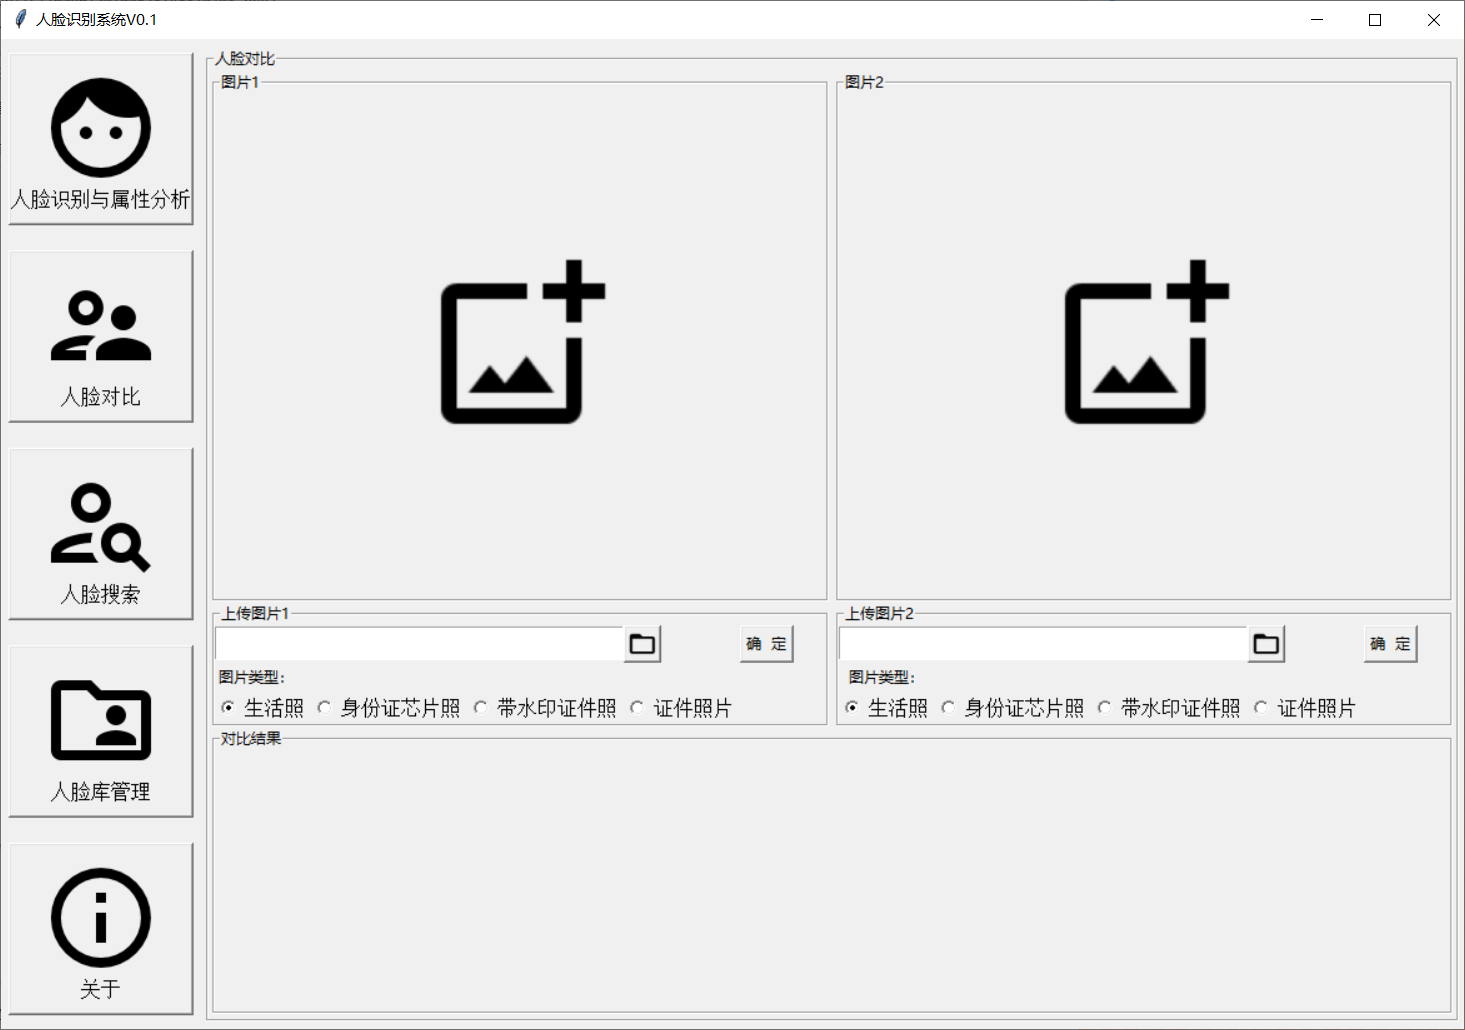 人脸识别系统V0.1
人脸识别与属性分析
人脸对比
人脸搜索
人脸库管理
关于
人脸对比
图片1
图片2
上传图片1
确 定
图片类型：
生活照 身份证芯片照 带水印证件照 证件照片
上传图片2
确 定
图片类型：
生活照 身份证芯片照 带水印证件照 证件照片
对比结果